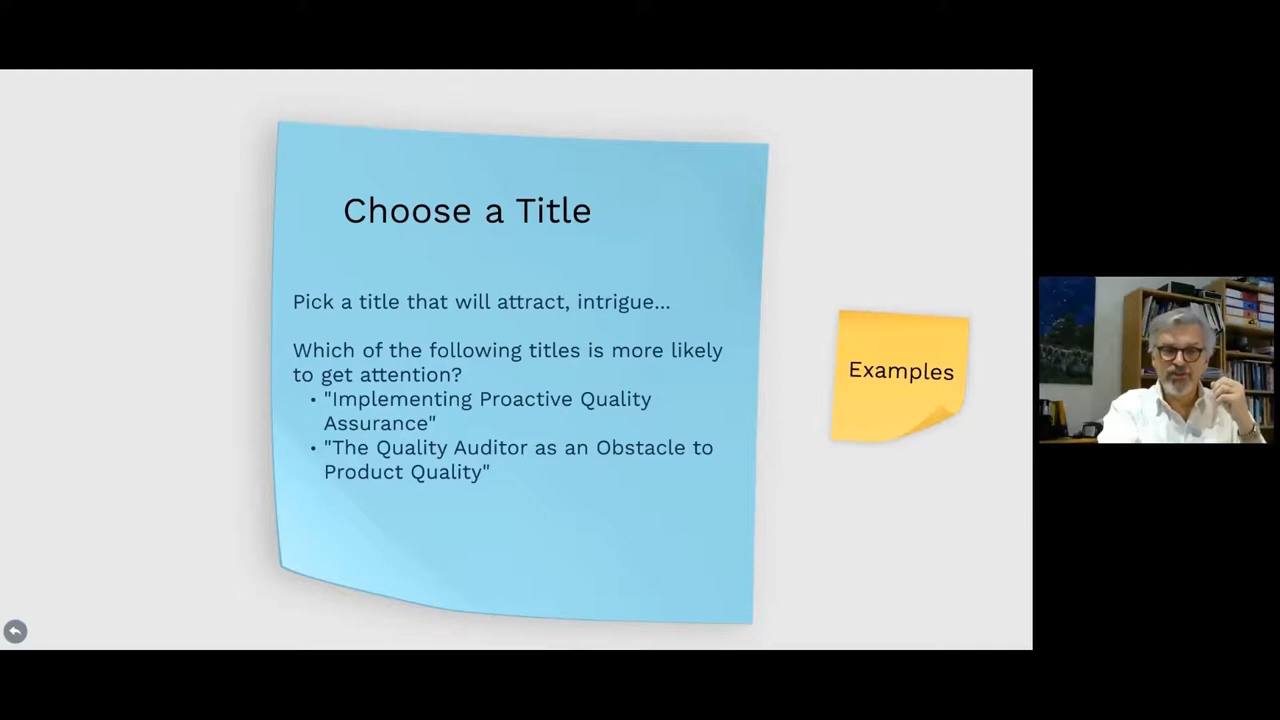 Choose a Title
Pick a title that will attract, intrigue...
Which of the following titles is more likely
to get attention?
• "Implementing Proactive Quality
Assurance"
• "The Quality Auditor as an Obstacle to
Product Quality"
Examples